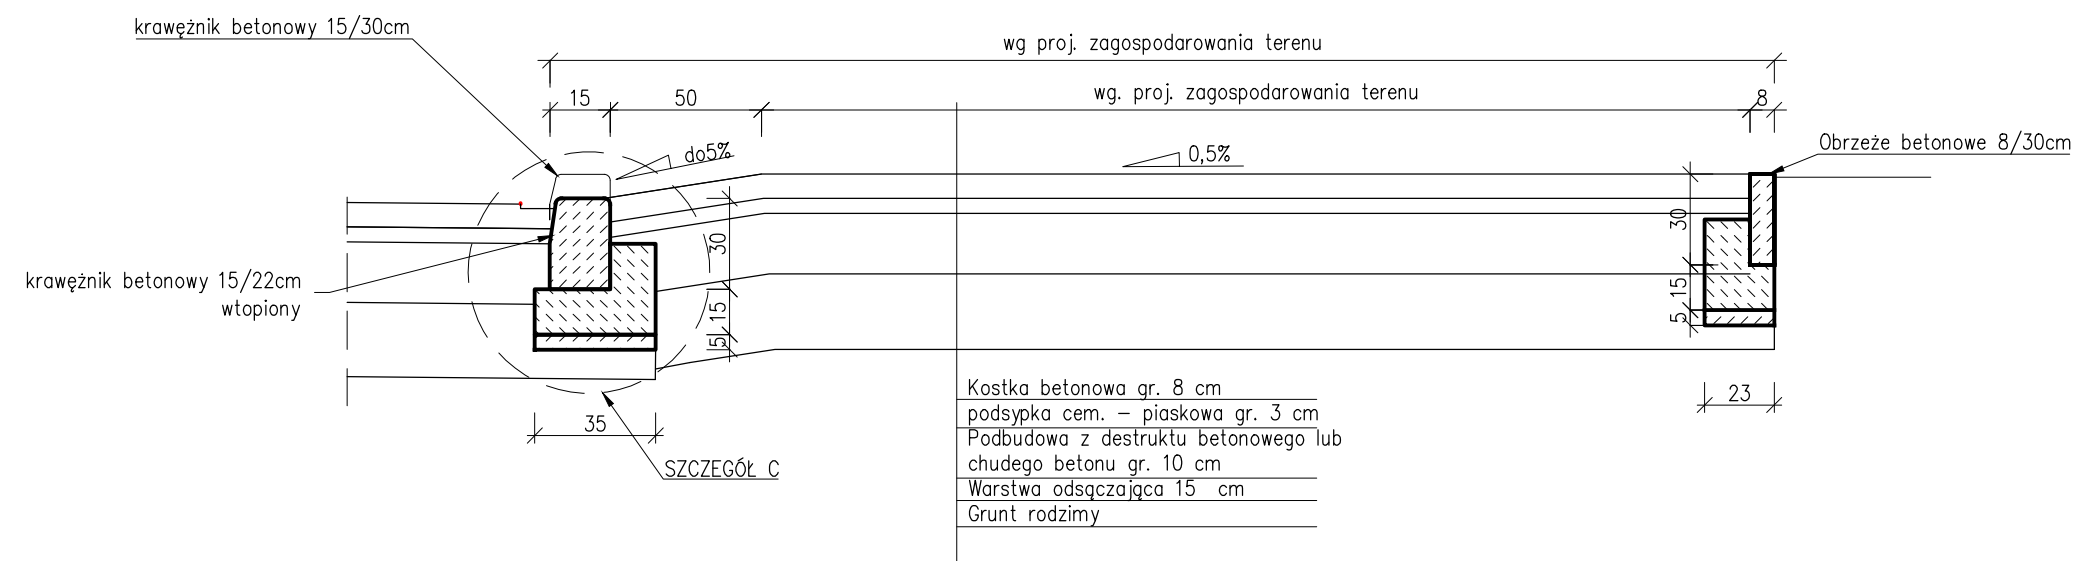 krawężnik betonowy 15/30cm
wg proj. zagospodarowania terenu
15
50
wg. proj. zagospodarowania terenu
8
do5%
0,5%
Obrzeże betonowe 8/30cm
30
30
krawężnik betonowy 15/22cm
wtopiony
15
15
5
5
Kostka betonowa gr. 8 cm
podsypka cem. – piaskowa gr. 3 cm
Podbudowa z destruktu betonowego lub
chudego betonu gr. 10 cm
Warstwa odsączająca 15 cm
Grunt rodzimy
23
35
SZCZEGÓŁ C